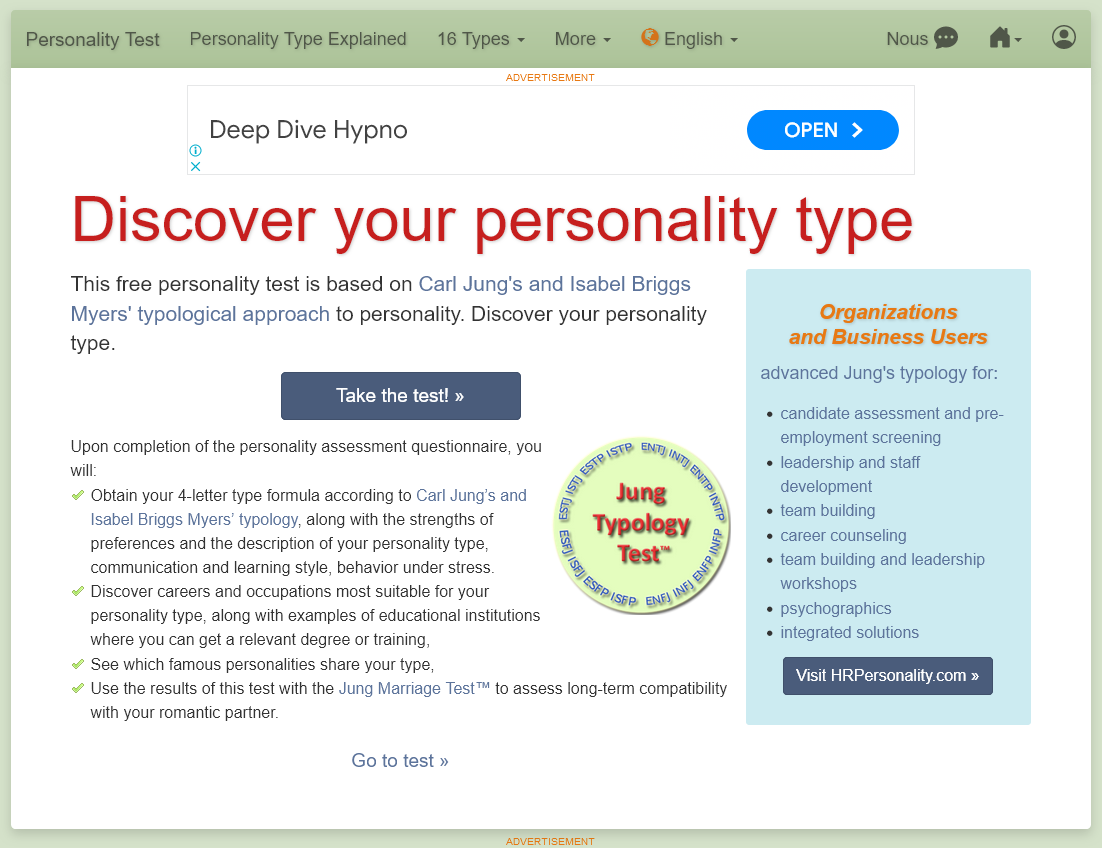 Personality Test Personality Type Explained 16 Types More English Nous
ADVERTISEMENT
Deep Dive Hypno
OPEN
Discover your personality type
This free personality test is based on Carl Jung's and Isabel Briggs
Myers' typological approach to personality. Discover your personality
type.
Take the test! »
Upon completion of the personality assessment questionnaire, you
will:
Obtain your 4-letter type formula according to Carl Jung’s and
Isabel Briggs Myers’ typology, along with the strengths of
preferences and the description of your personality type,
communication and learning style, behavior under stress.
Discover careers and occupations most suitable for your
personality type, along with examples of educational institutions
where you can get a relevant degree or training,
See which famous personalities share your type,
Use the results of this test with the Jung Marriage Test™ to assess long-term compatibility
with your romantic partner.
ESTJ ISTJ ESTP ISTP ENTJ INTJ ENTP INTP
Jung
Typology
Test™
ESFJ ISFJ ESFP ISFP ENFJ INFJ ENFP INFP
Go to test »
Organizations
and Business Users
advanced Jung's typology for:
candidate assessment and pre-
employment screening
leadership and staff
development
team building
career counseling
team building and leadership
workshops
psychographics
integrated solutions
Visit HRPersonality.com »
ADVERTISEMENT